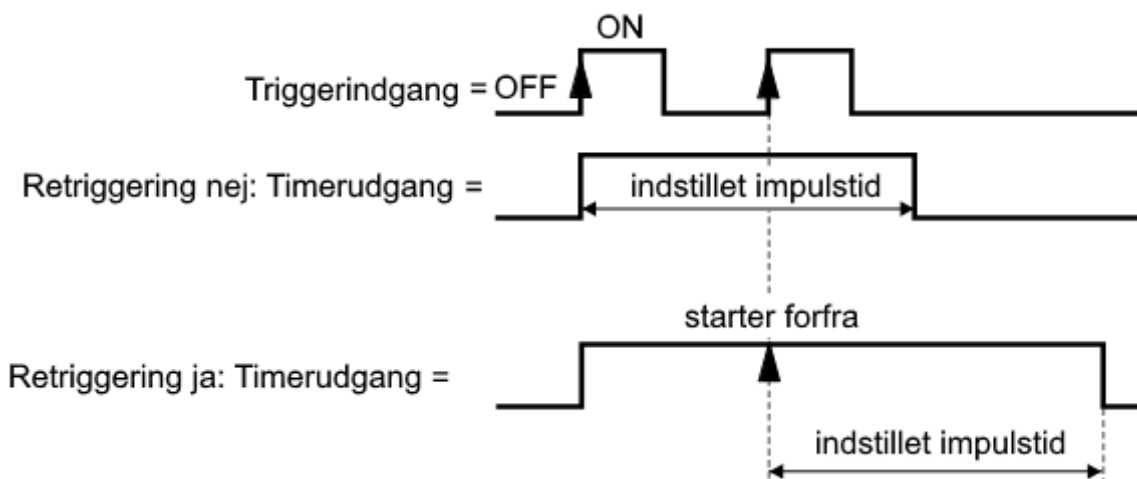 ON
Triggerindgang = OFF
Retriggering nej: Timerudgang =
indstillet impulstid
starter forfra
Retriggering ja: Timerudgang =
indstillet impulstid